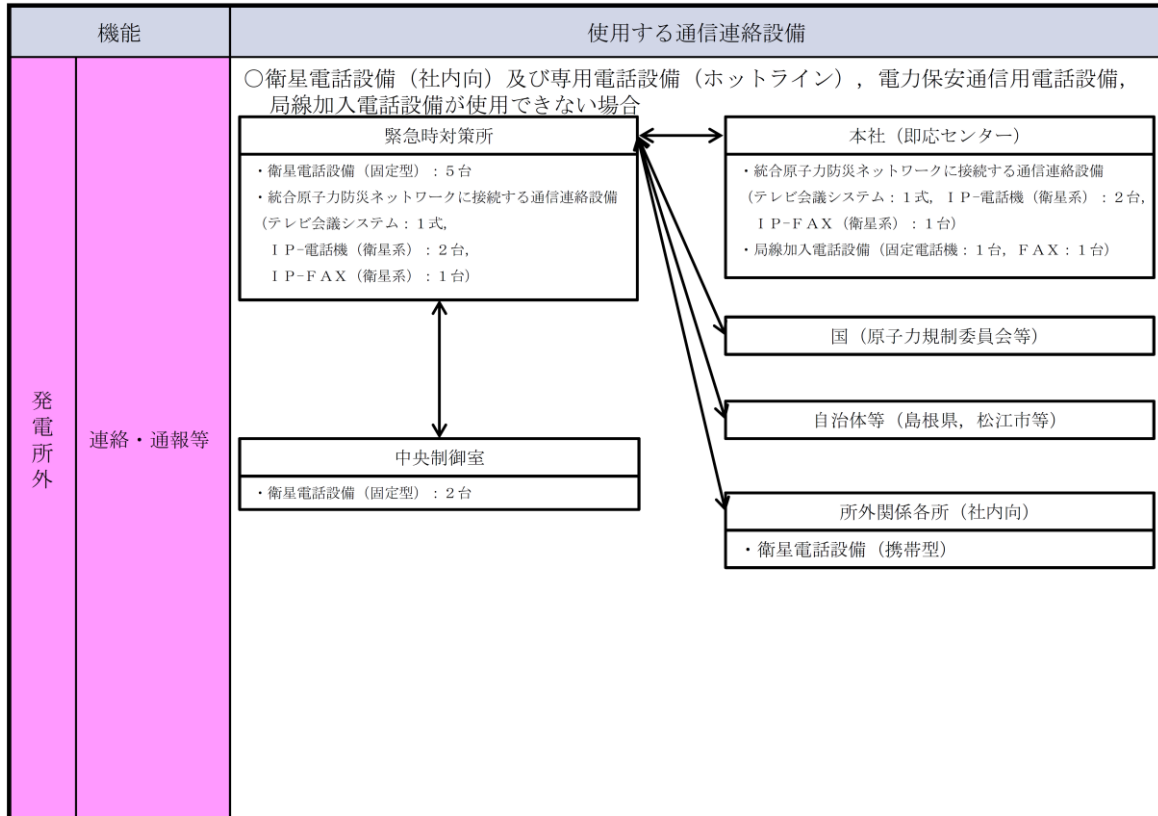 機能
使用する通信連絡設備
発電所外
連絡・通報等
○衛星電話設備（社内向）及び専用電話設備（ホットライン），電力保安通信用電話設備，
局線加入電話設備が使用できない場合
緊急時対策所
・衛星電話設備（固定型）：５台
・統合原子力防災ネットワークに接続する通信連絡設備
(テレビ会議システム：１式,
ＩＰ-電話機（衛星系）：２台,
ＩＰ-ＦＡＸ（衛星系）：１台）
中央制御室
・衛星電話設備（固定型）：２台
本社（即応センター）
・統合原子力防災ネットワークに接続する通信連絡設備
(テレビ会議システム：１式, ＩＰ-電話機（衛星系）：２台,
ＩＰ-ＦＡＸ（衛星系）：１台）
・局線加入電話設備（固定電話機：１台, ＦＡＸ：１台）
国（原子力規制委員会等）
自治体等（島根県，松江市等）
所外関係各所（社内向）
・衛星電話設備（携帯型）